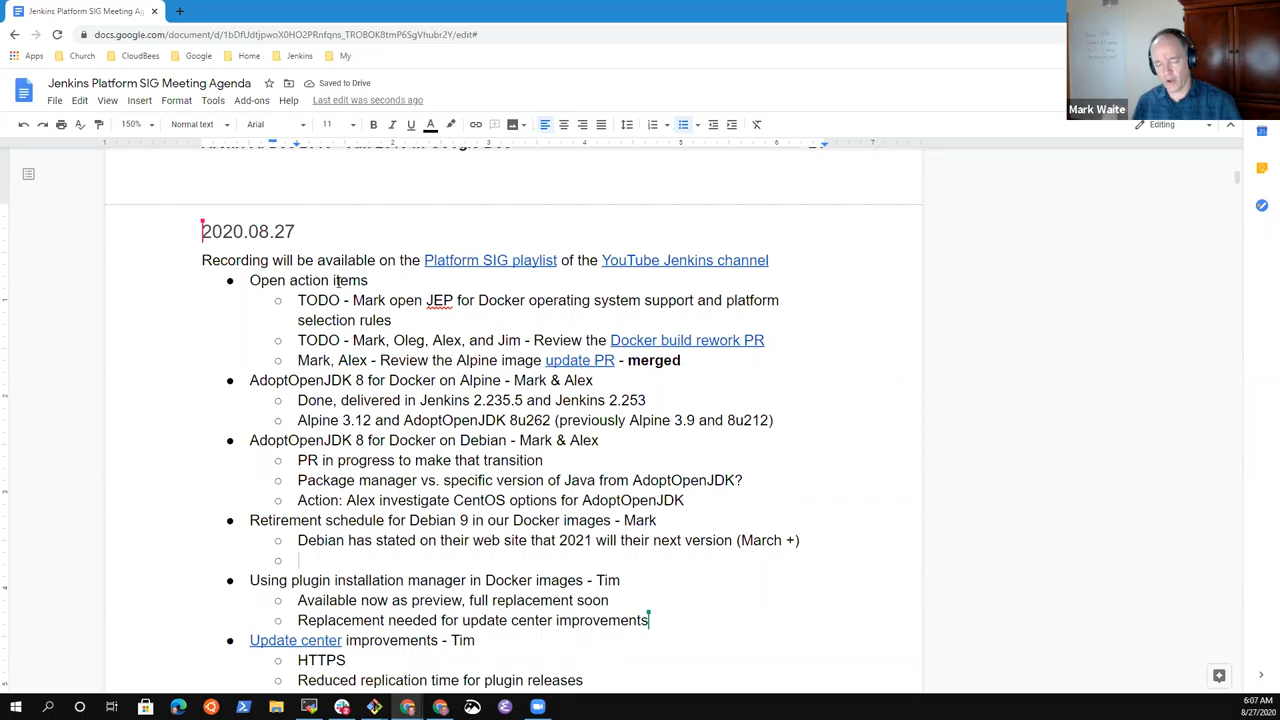 Jenkins Platform SIG Meeting Ag
docs.google.com/document/d/1bDfUdtjpwoX0HO2PRnfqns_TROBOK8tmP6SgVhubr2Y/edit#
Apps Church CloudBees Google Home Jenkins My
Mark Waite
Jenkins Platform SIG Meeting Agenda
Saved to Drive
File Edit View Insert Format Tools Add-ons Help Last edit was seconds ago
150% Normal text Arial 11 Editing
1 1 2 3 4 5 6 7
2020.08.27
Recording will be available on the Platform SIG playlist of the YouTube Jenkins channel
● Open action items
○ TODO - Mark open JEP for Docker operating system support and platform
selection rules
○ TODO - Mark, Oleg, Alex, and Jim - Review the Docker build rework PR
○ Mark, Alex - Review the Alpine image update PR - merged
● AdoptOpenJDK 8 for Docker on Alpine - Mark & Alex
○ Done, delivered in Jenkins 2.235.5 and Jenkins 2.253
○ Alpine 3.12 and AdoptOpenJDK 8u262 (previously Alpine 3.9 and 8u212)
● AdoptOpenJDK 8 for Docker on Debian - Mark & Alex
○ PR in progress to make that transition
○ Package manager vs. specific version of Java from AdoptOpenJDK?
○ Action: Alex investigate CentOS options for AdoptOpenJDK
● Retirement schedule for Debian 9 in our Docker images - Mark
○ Debian has stated on their web site that 2021 will their next version (March +)
○
● Using plugin installation manager in Docker images - Tim
○ Available now as preview, full replacement soon
○ Replacement needed for update center improvements
● Update center improvements - Tim
○ HTTPS
○ Reduced replication time for plugin releases
6:07 AM
8/27/2020